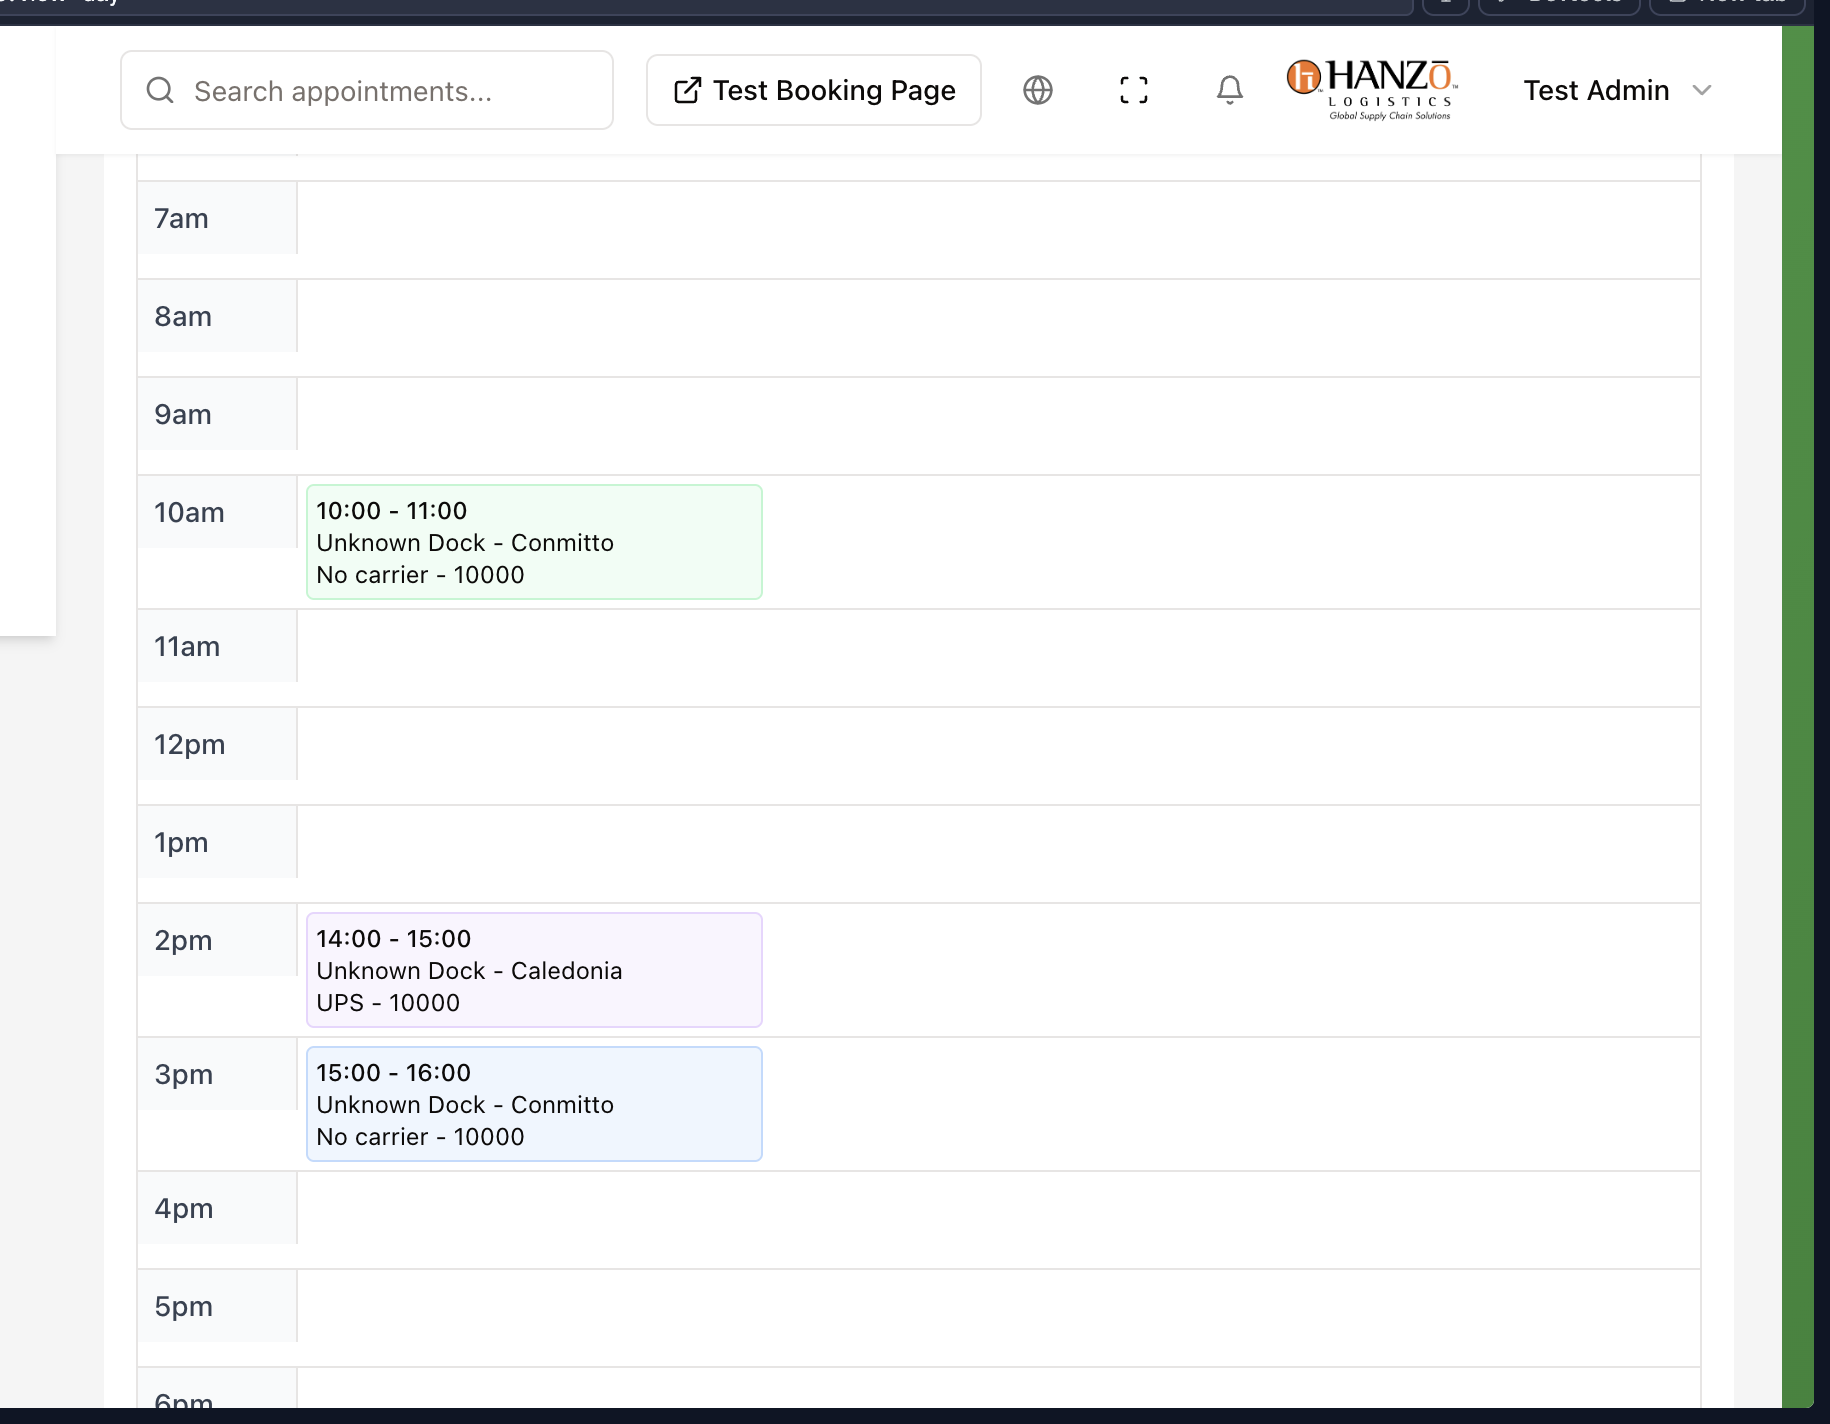 Search appointments...
Test Booking Page
HANZŌ
LOGISTICS
Global Supply Chain Solutions
Test Admin
7am
8am
9am
10am
10:00 - 11:00
Unknown Dock - Conmitto
No carrier - 10000
11am
12pm
1pm
2pm
14:00 - 15:00
Unknown Dock - Caledonia
UPS - 10000
3pm
15:00 - 16:00
Unknown Dock - Conmitto
No carrier - 10000
4pm
5pm
6pm